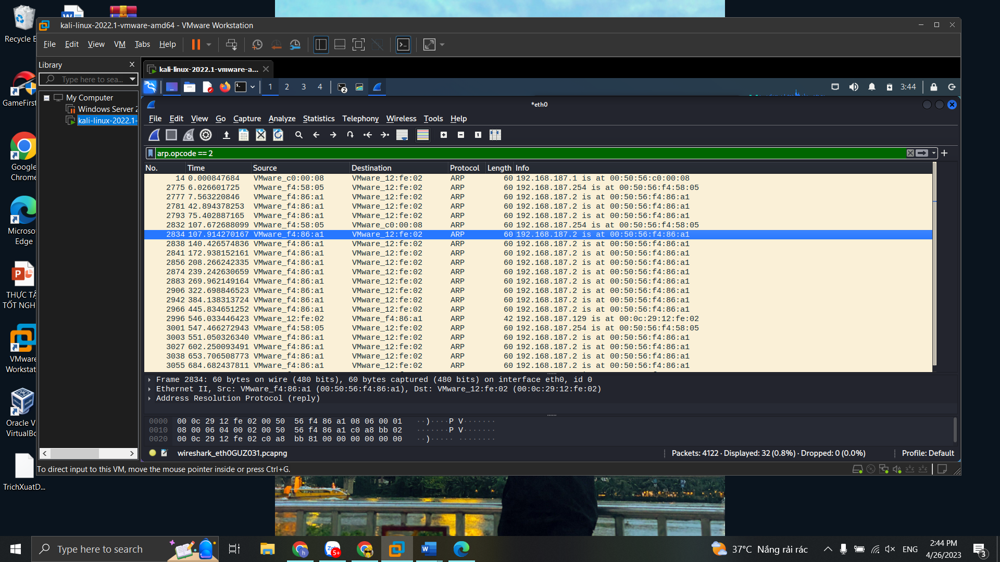 kali-linux-2022.1-vmware-amd64 - VMware Workstation
File Edit View VM Tabs Help
Library
Type here to sea...
My Computer
Windows Server 2
kali-linux-2022.1-
kali-linux-2022.1-vmware-a...
1 2 3 4 2 3:44
*eth0
File Edit View Go Capture Analyze Statistics Telephony Wireless Tools Help
arp.opcode == 2
No. Time Source Destination Protocol Length Info
14 0.000847684 VMware_c0:00:08 VMware_12:fe:02 ARP 60 192.168.187.1 is at 00:50:56:c0:00:08
2775 6.026601725 VMware_f4:58:05 VMware_12:fe:02 ARP 60 192.168.187.254 is at 00:50:56:f4:58:05
2777 7.563220846 VMware_f4:86:a1 VMware_12:fe:02 ARP 60 192.168.187.2 is at 00:50:56:f4:86:a1
2781 42.894378253 VMware_f4:86:a1 VMware_12:fe:02 ARP 60 192.168.187.2 is at 00:50:56:f4:86:a1
2793 75.402887165 VMware_f4:86:a1 VMware_12:fe:02 ARP 60 192.168.187.2 is at 00:50:56:f4:86:a1
2832 107.672688099 VMware_f4:58:05 VMware_c0:00:08 ARP 60 192.168.187.254 is at 00:50:56:f4:58:05
2834 107.914270167 VMware_f4:86:a1 VMware_12:fe:02 ARP 60 192.168.187.2 is at 00:50:56:f4:86:a1
2838 140.426574836 VMware_f4:86:a1 VMware_12:fe:02 ARP 60 192.168.187.2 is at 00:50:56:f4:86:a1
2841 172.938152161 VMware_f4:86:a1 VMware_12:fe:02 ARP 60 192.168.187.2 is at 00:50:56:f4:86:a1
2856 208.266242335 VMware_f4:86:a1 VMware_12:fe:02 ARP 60 192.168.187.2 is at 00:50:56:f4:86:a1
2874 239.242630659 VMware_f4:86:a1 VMware_12:fe:02 ARP 60 192.168.187.2 is at 00:50:56:f4:86:a1
2883 269.962149164 VMware_f4:86:a1 VMware_12:fe:02 ARP 60 192.168.187.2 is at 00:50:56:f4:86:a1
2906 322.698846523 VMware_f4:86:a1 VMware_12:fe:02 ARP 60 192.168.187.2 is at 00:50:56:f4:86:a1
2942 384.138313724 VMware_f4:86:a1 VMware_12:fe:02 ARP 60 192.168.187.2 is at 00:50:56:f4:86:a1
2966 445.834651252 VMware_f4:86:a1 VMware_12:fe:02 ARP 60 192.168.187.2 is at 00:50:56:f4:86:a1
2996 546.033446423 VMware_12:fe:02 VMware_f4:86:a1 ARP 42 192.168.187.129 is at 00:0c:29:12:fe:02
3001 547.466272943 VMware_f4:58:05 VMware_12:fe:02 ARP 60 192.168.187.254 is at 00:50:56:f4:58:05
3003 551.050326340 VMware_f4:86:a1 VMware_12:fe:02 ARP 60 192.168.187.2 is at 00:50:56:f4:86:a1
3027 602.250093491 VMware_f4:86:a1 VMware_12:fe:02 ARP 60 192.168.187.2 is at 00:50:56:f4:86:a1
3038 653.706508773 VMware_f4:86:a1 VMware_12:fe:02 ARP 60 192.168.187.2 is at 00:50:56:f4:86:a1
3055 684.682437811 VMware_f4:86:a1 VMware_12:fe:02 ARP 60 192.168.187.2 is at 00:50:56:f4:86:a1
Frame 2834: 60 bytes on wire (480 bits), 60 bytes captured (480 bits) on interface eth0, id 0
Ethernet II, Src: VMware_f4:86:a1 (00:50:56:f4:86:a1), Dst: VMware_12:fe:02 (00:0c:29:12:fe:02)
Address Resolution Protocol (reply)
0000 00 0c 29 12 fe 02 00 50 56 f4 86 a1 08 06 00 01 ··)····P V·······
0010 08 00 06 04 00 02 00 50 56 f4 86 a1 c0 a8 bb 02 ·······P V·······
0020 00 0c 29 12 fe 02 c0 a8 bb 81 00 00 00 00 00 00 ··)····· ········
wireshark_eth0GUZ031.pcapng
Packets: 4122 · Displayed: 32 (0.8%) · Dropped: 0 (0.0%)
Profile: Default
To direct input to this VM, move the mouse pointer inside or press Ctrl+G.
Recycle B
GameFirst
Google
Chrome
Microso
Edge
THỰC TẬ
TỐT NGH
VMware
Workstat
Oracle V
VirtualBo
TrichXuatD...
Type here to search
5+
37°C Nắng rải rác
ENG
2:44 PM
4/26/2023
3